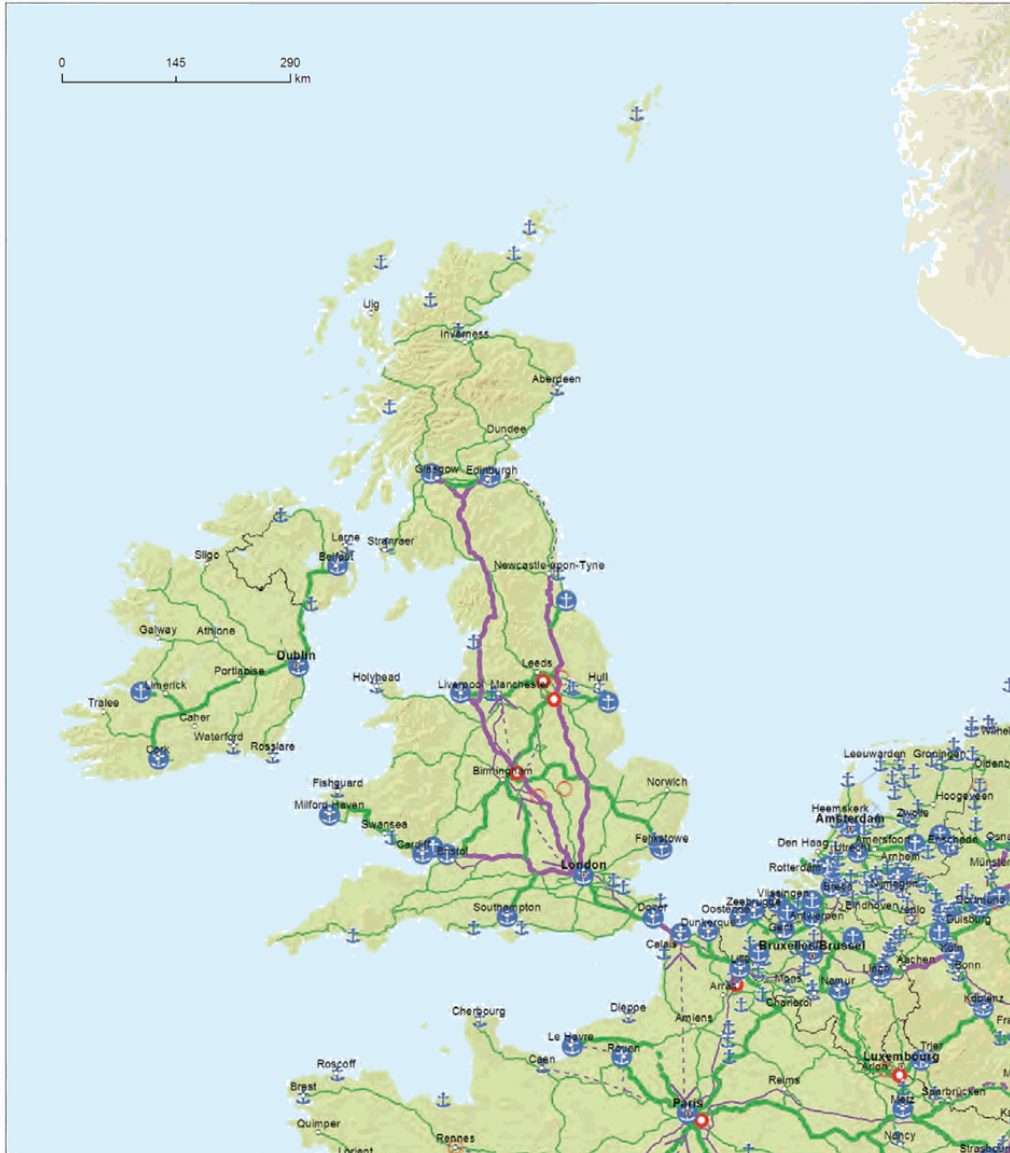 0 145 290
km
Uig
Inverness
Aberdeen
Dundee
Glasgow Edinburgh
Larne Stranraer
Sligo Belfast
Newcastle-upon-Tyne
Galway Athlone
Dublin
Leeds
Portlaoise
Holyhead Liverpool Manchester Hull
Limerick
Tralee
Caher
Waterford Rosslare
Cork
Birmingham
Norwich
Fishguard
Milford Haven
Swansea
Cardiff Bristol
Felixstowe
London
Southampton
Dover
Leeuwarden Groningen
Hoogeveen
Heemskerk Zwolle
Amsterdam
Den Haag Utrecht Amersfoort Enschede
Arnhem
Rotterdam
Münster
Breda Nijmegen
Vlissingen
Zeebrugge
Oostende Eindhoven Venlo
Antwerpen
Dortmund
Duisburg
Dunkerque Gent
Calais Bruxelles/Brussel
Lille
Aachen Köln
Liège Bonn
Mons
Arras Namur
Charleroi
Koblenz
Cherbourg Dieppe Amiens
Le Havre
Rouen
Caen
Trier
Luxembourg
Arlon
Roscoff
Brest
Reims
Saarbrücken
Metz
Paris
Quimper
Rennes
Nancy
Lorient